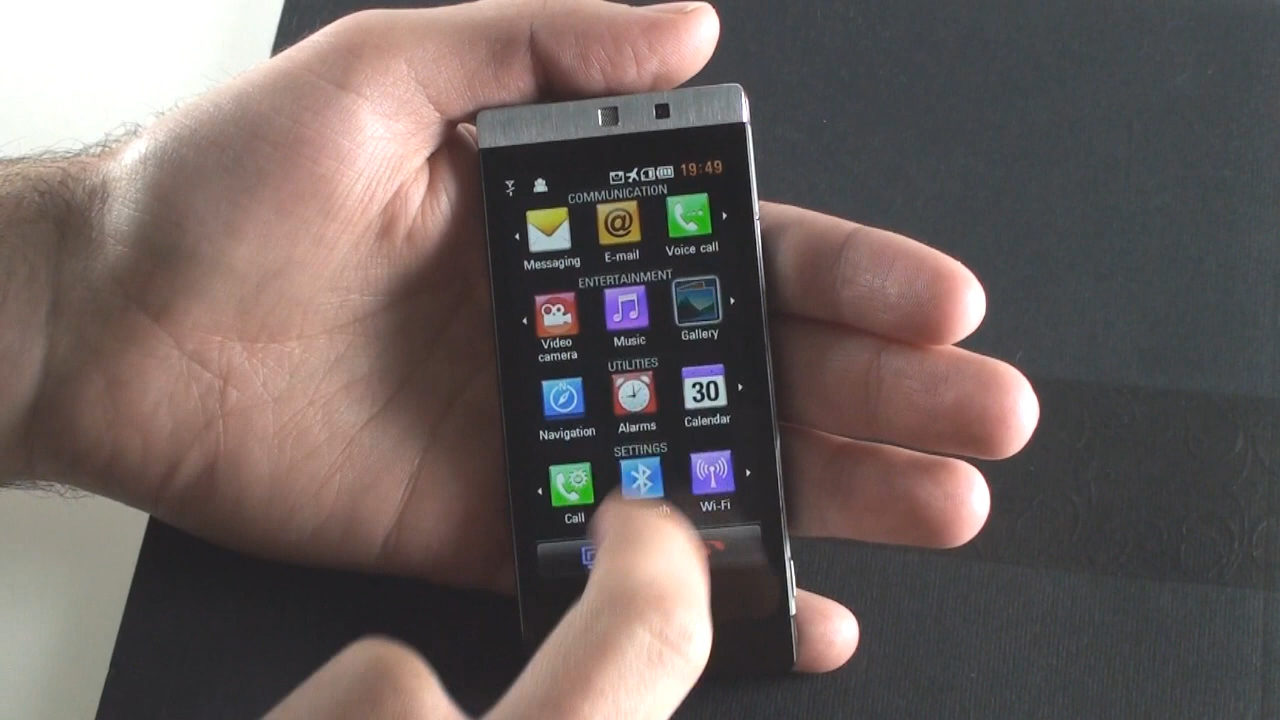 19:49
COMMUNICATION
@
Messaging E-mail Voice call
ENTERTAINMENT
Video camera Music Gallery
UTILITIES
N 30
Navigation Alarms Calendar
SETTINGS
Call Wi-Fi